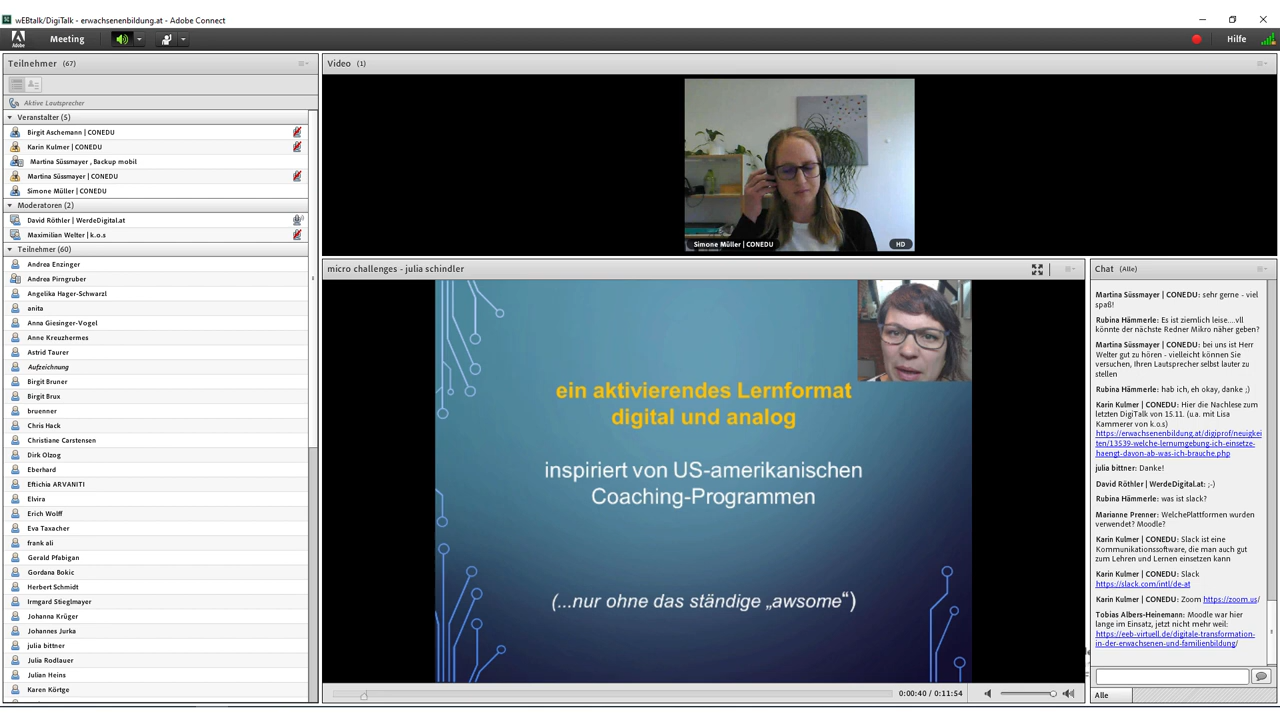 wEBtalk/DigiTalk - erwachsenenbildung.at - Adobe Connect
Adobe
Meeting
Hilfe
Teilnehmer (67)
Aktive Lautsprecher
Veranstalter (5)
Birgit Aschemann | CONEDU
Karin Kulmer | CONEDU
Martina Süssmayer , Backup mobil
Martina Süssmayer | CONEDU
Simone Müller | CONEDU
Moderatoren (2)
David Röthler | WerdeDigital.at
Maximilian Welter | k.o.s
Teilnehmer (60)
Andrea Enzinger
Andrea Pirngruber
Angelika Hager-Schwarzl
anita
Anna Giesinger-Vogel
Anne Kreuzhermes
Astrid Taurer
Aufzeichnung
Birgit Bruner
Birgit Brux
bruenner
Chris Hack
Christiane Carstensen
Dirk Olzog
Eberhard
Eftichia ARVANITI
Elvira
Erich Wolff
Eva Taxacher
frank ali
Gerald Pfabigan
Gordana Bokic
Herbert Schmidt
Irmgard Stieglmayer
Johanna Krüger
Johannes Jurka
julia bittner
Julia Rodlauer
Julian Heins
Karen Körtge
Video (1)
Simone Müller | CONEDU
HD
micro challenges - julia schindler
ein aktivierendes Lernformat
digital und analog
inspiriert von US-amerikanischen
Coaching-Programmen
(...nur ohne das ständige „awsome“)
0:00:40 / 0:11:54
Chat (Alle)
Martina Süssmayer | CONEDU: sehr gerne - viel
spaß!
Rubina Hämmerle: Es ist ziemlich leise....vll
könnte der nächste Redner Mikro näher geben?
Martina Süssmayer | CONEDU: bei uns ist Herr
Welter gut zu hören - vielleicht können Sie
versuchen, Ihren Lautsprecher selbst lauter zu
stellen
Rubina Hämmerle: hab ich, eh okay, danke ;)
Karin Kulmer | CONEDU: Hier die Nachlese zum
letzten DigiTalk von 15.11. (u.a. mit Lisa
Kammerer von k.o.s)
https://erwachsenenbildung.at/digiprof/neuigkei
ten/13539-welche-lernumgebung-ich-einsetze-
haengt-davon-ab-was-ich-brauche.php
julia bittner: Danke!
David Röthler | WerdeDigital.at: ;-)
Rubina Hämmerle: was ist slack?
Marianne Prenner: WelchePlattformen wurden
verwendet? Moodle?
Karin Kulmer | CONEDU: Slack ist eine
Kommunikationssoftware, die man auch gut
zum Lehren und Lernen einsetzen kann
Karin Kulmer | CONEDU: Slack
https://slack.com/intl/de-at
Karin Kulmer | CONEDU: Zoom https://zoom.us/
Tobias Albers-Heinemann: Moodle war hier
lange im Einsatz, jetzt nicht mehr weil:
https://eeb-virtuell.de/digitale-transformation-
in-der-erwachsenen-und-familienbildung/
Alle